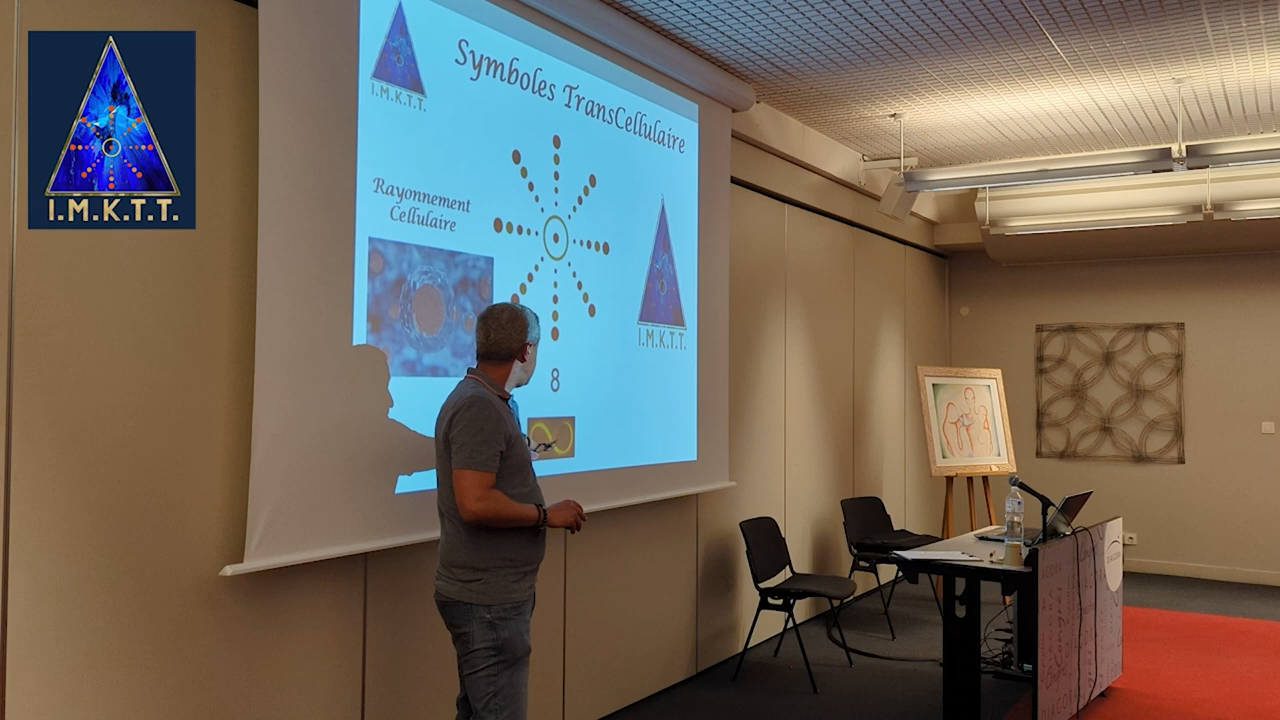 I.M.K.T.T.
I.M.K.T.T.
Symboles TransCellulaire
Rayonnement
Cellulaire
I.M.K.T.T.
8